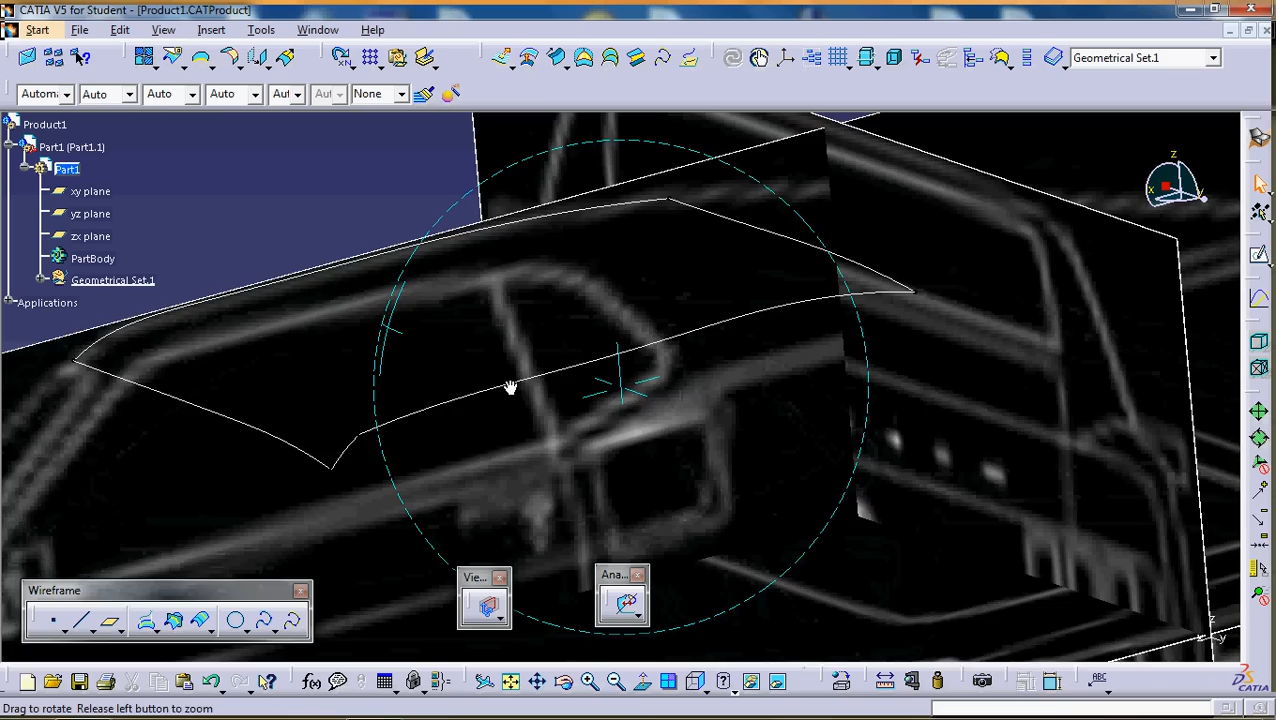 CATIA V5 for Student - [Product1.CATProduct]
Start File Edit View Insert Tools Window Help
Geometrical Set.1
Automa Auto Auto Auto Aut Aut None
Product1
Part1 (Part1.1)
Part1
xy plane
yz plane
zx plane
PartBody
Geometrical Set.1
Applications
z
x
y
Wireframe
Vie...
Ana...
z
y
f(x)
ABC
CATIA
Drag to rotate Release left button to zoom